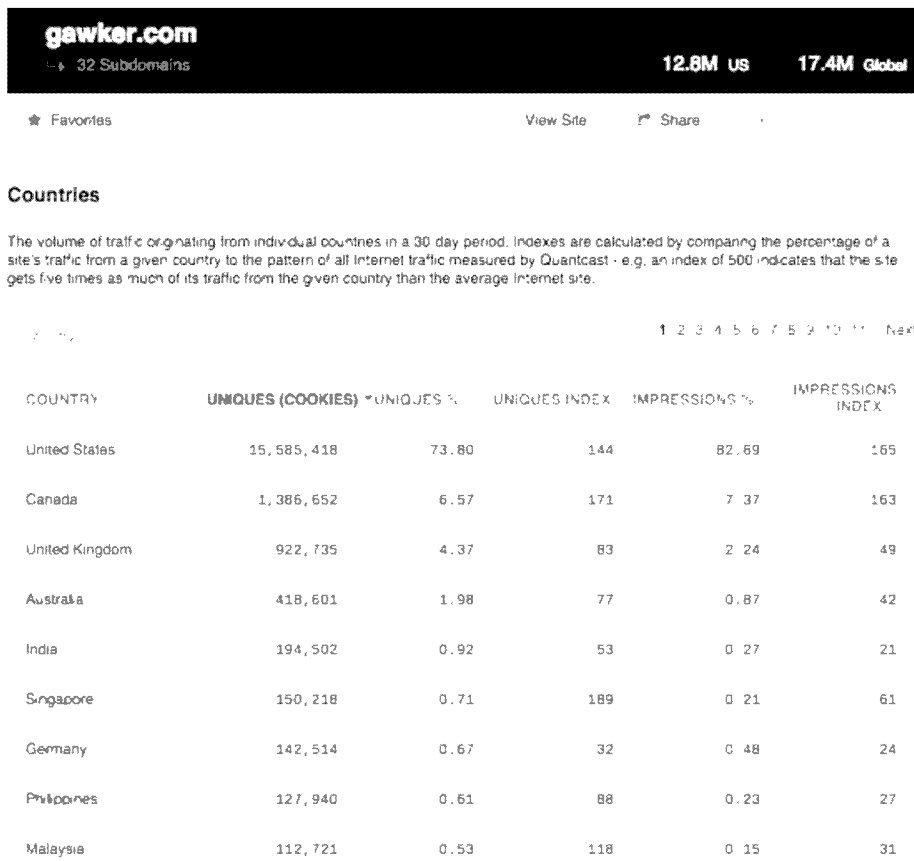 gawker.com
32 Subdomains
12.8M US 17.4M Global
Favorites View Site Share
Countries
The volume of traffic originating from individual countries in a 30 day period. Indexes are calculated by comparing the percentage of a
site's traffic from a given country to the pattern of all Internet traffic measured by Quantcast - e.g. an index of 500 indicates that the site
gets five times as much of its traffic from the given country than the average Internet site.
1 2 3 4 5 6 7 8 9 10 11 Next
COUNTRY UNIQUES (COOKIES) UNIQUES % UNIQUES INDEX IMPRESSIONS % IMPRESSIONS
INDEX
United States 15,585,418 73.80 144 82.69 165
Canada 1,386,652 6.57 171 7 37 163
United Kingdom 922,735 4.37 83 2 24 49
Australia 418,601 1.98 77 0.87 42
India 194,502 0.92 53 0 27 21
Singapore 150,218 0.71 189 0 21 61
Germany 142,514 0.67 32 0 48 24
Philippines 127,940 0.61 88 0.23 27
Malaysia 112,721 0.53 118 0 15 31